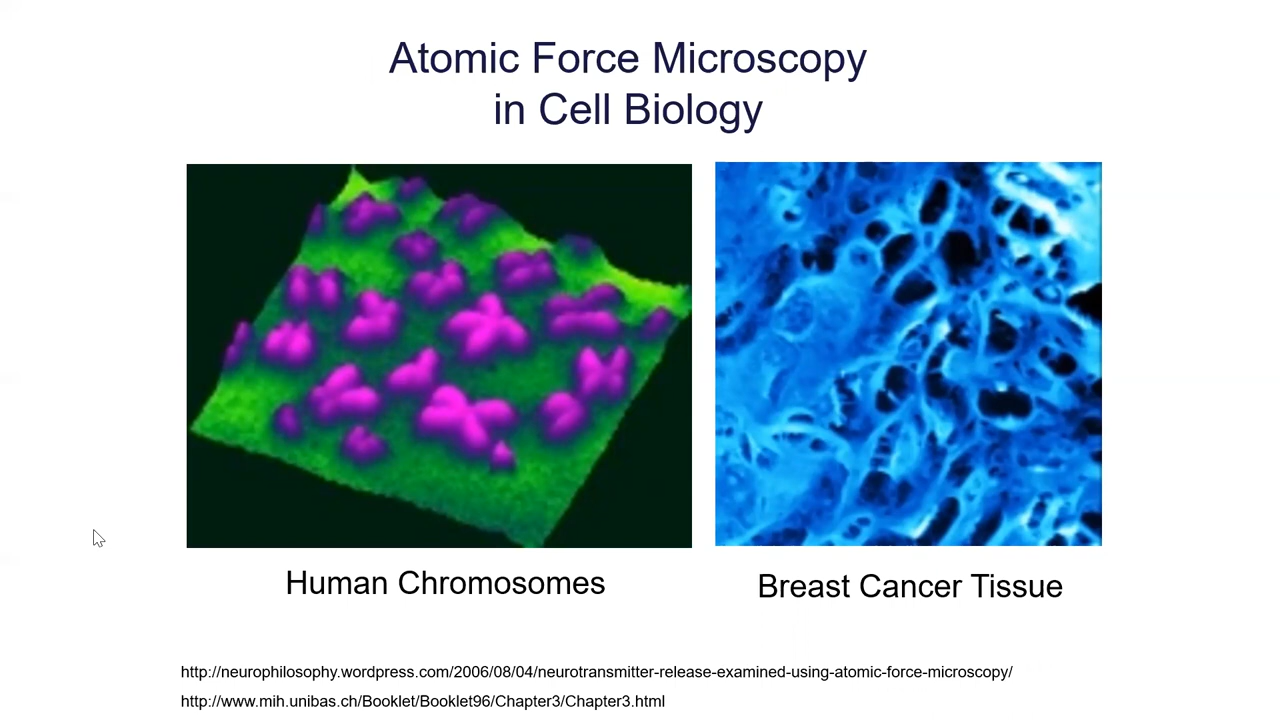 Atomic Force Microscopy
in Cell Biology
Human Chromosomes
Breast Cancer Tissue
http://neurophilosophy.wordpress.com/2006/08/04/neurotransmitter-release-examined-using-atomic-force-microscopy/
http://www.mih.unibas.ch/Booklet/Booklet96/Chapter3/Chapter3.html